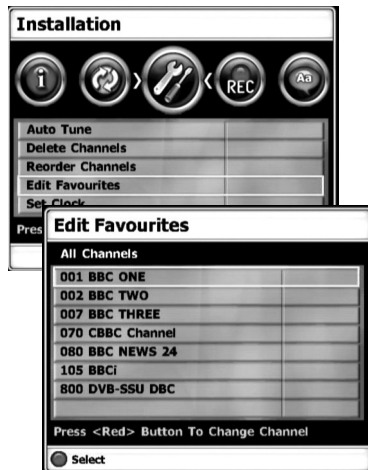 Installation
i
REC
Aa
Auto Tune
Delete Channels
Reorder Channels
Edit Favourites
Set Clock
Press
Edit Favourites
All Channels
001 BBC ONE
002 BBC TWO
007 BBC THREE
070 CBBC Channel
080 BBC NEWS 24
105 BBCi
800 DVB-SSU DBC
Press <Red> Button To Change Channel
Select